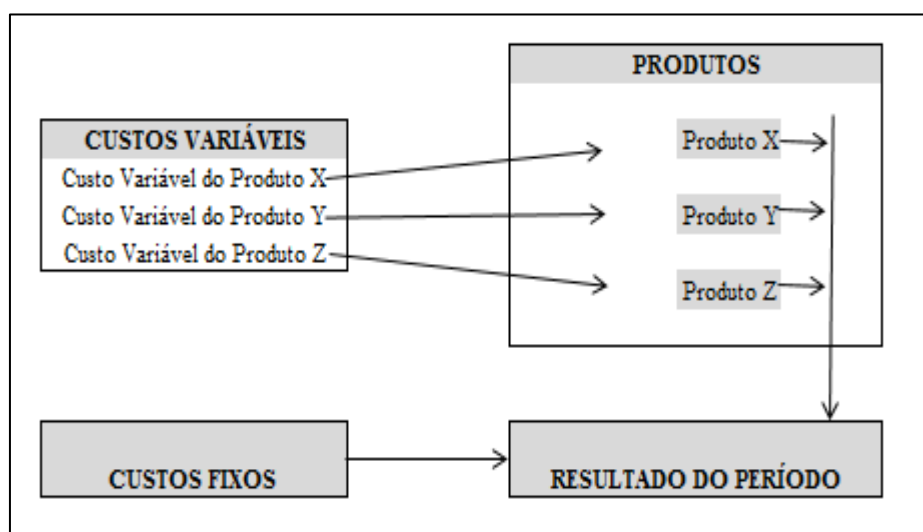 PRODUTOS
CUSTOS VARIÁVEIS
Custo Variável do Produto X
Custo Variável do Produto Y
Custo Variável do Produto Z
Produto X
Produto Y
Produto Z
CUSTOS FIXOS
RESULTADO DO PERÍODO